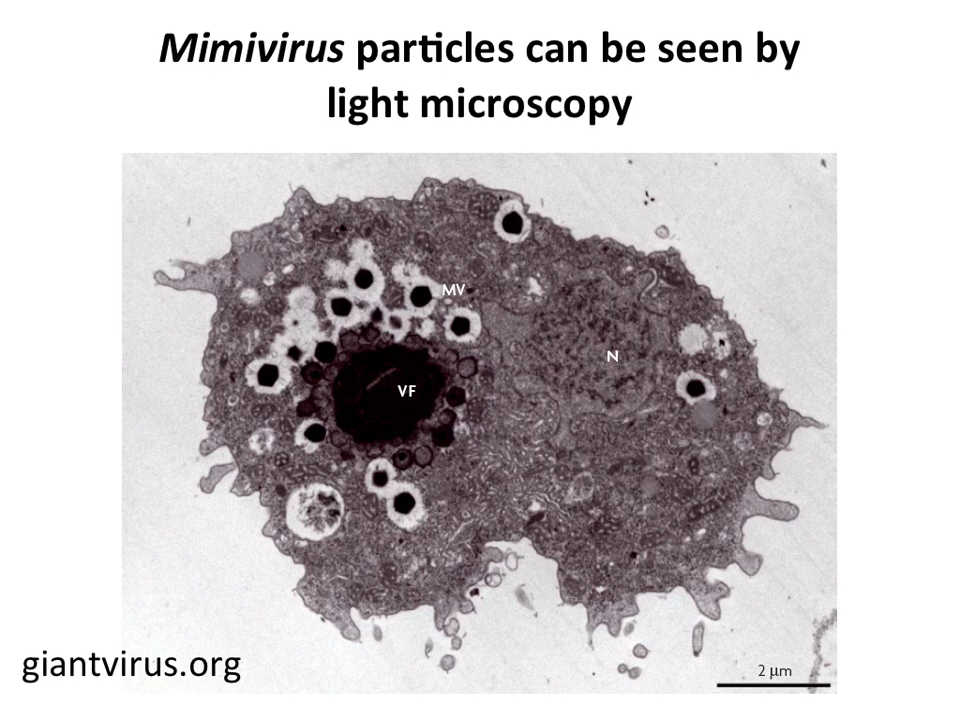 Mimivirus particles can be seen by
light microscopy
MV
N
VF
giantvirus.org
2 μm